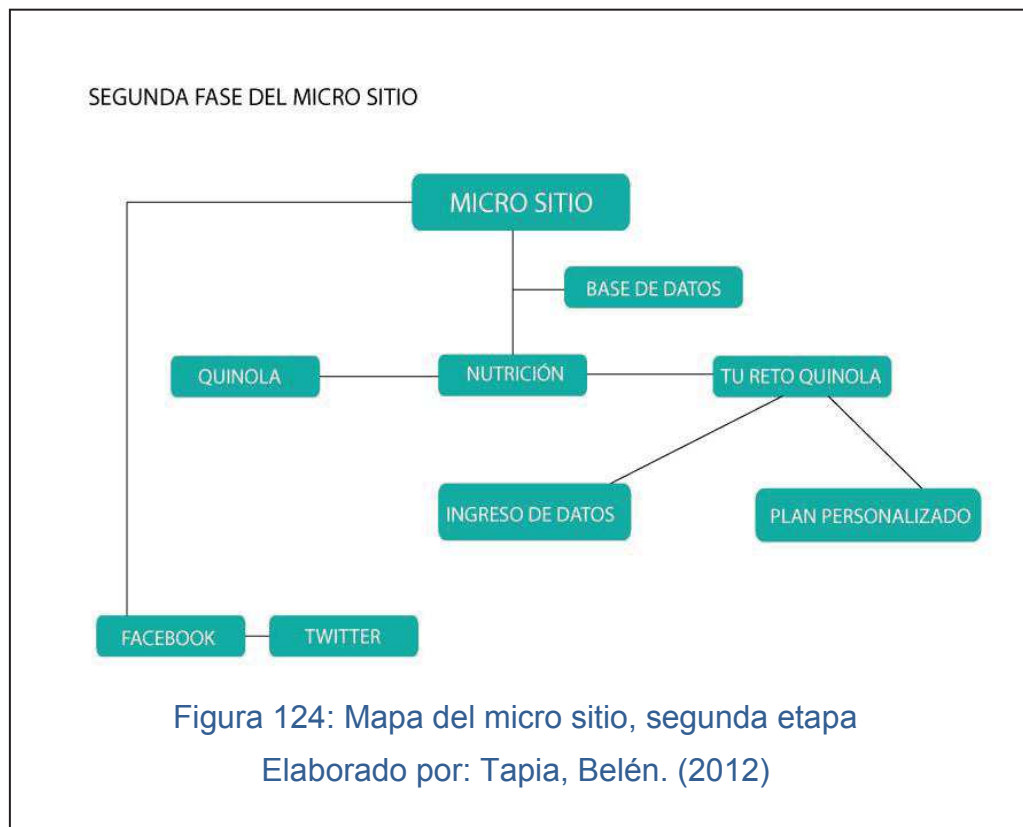 SEGUNDA FASE DEL MICRO SITIO
MICRO SITIO
BASE DE DATOS
QUINOLA
NUTRICIÓN
TU RETO QUINOLA
INGRESO DE DATOS
PLAN PERSONALIZADO
FACEBOOK
TWITTER
Figura 124: Mapa del micro sitio, segunda etapa
Elaborado por: Tapia, Belén. (2012)